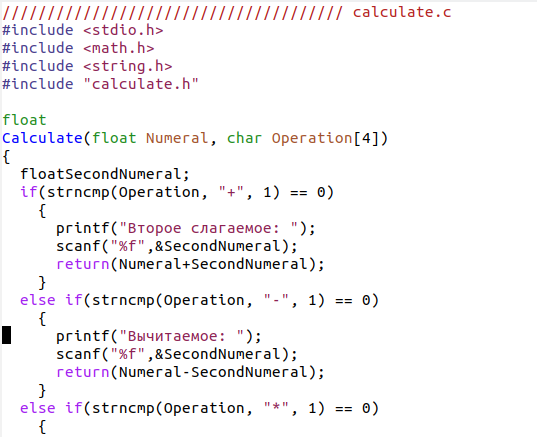 ////////////////////////////////////// calculate.c
#include <stdio.h>
#include <math.h>
#include <string.h>
#include "calculate.h"
float
Calculate(float Numeral, char Operation[4])
{
floatSecondNumeral;
if(strncmp(Operation, "+", 1) == 0)
{
printf("Второе слагаемое: ");
scanf("%f",&SecondNumeral);
return(Numeral+SecondNumeral);
}
else if(strncmp(Operation, "-", 1) == 0)
{
printf("Вычитаемое: ");
scanf("%f",&SecondNumeral);
return(Numeral-SecondNumeral);
}
else if(strncmp(Operation, "*", 1) == 0)
{